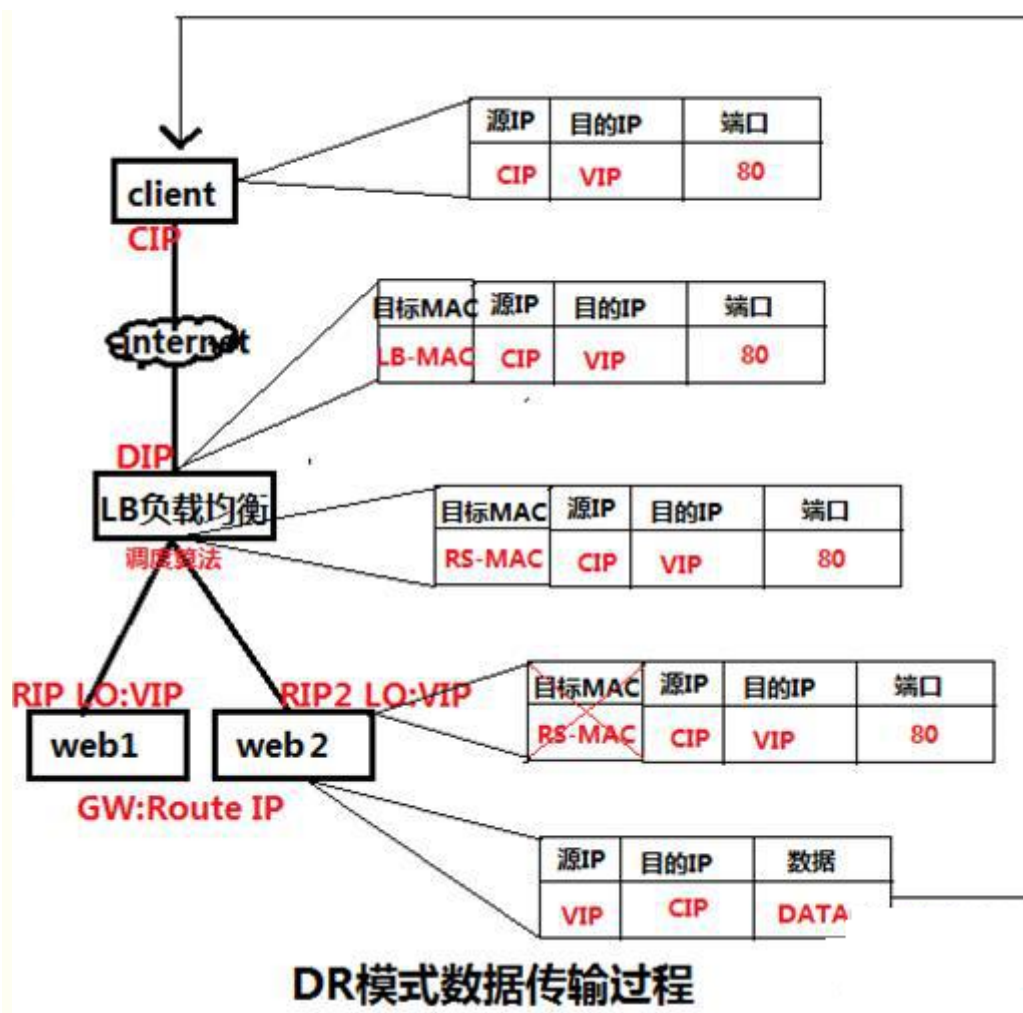 源IP 目的IP 端口
CIP VIP 80
client
CIP
目标MAC 源IP 目的IP 端口
LB-MAC CIP VIP 80
internet
DIP
LB负载均衡
调度算法
目标MAC 源IP 目的IP 端口
RS-MAC CIP VIP 80
RIP LO:VIP
RIP2 LO:VIP
目标MAC 源IP 目的IP 端口
RS-MAC CIP VIP 80
web1
web2
GW:Route IP
源IP 目的IP 数据
VIP CIP DATA
DR模式数据传输过程